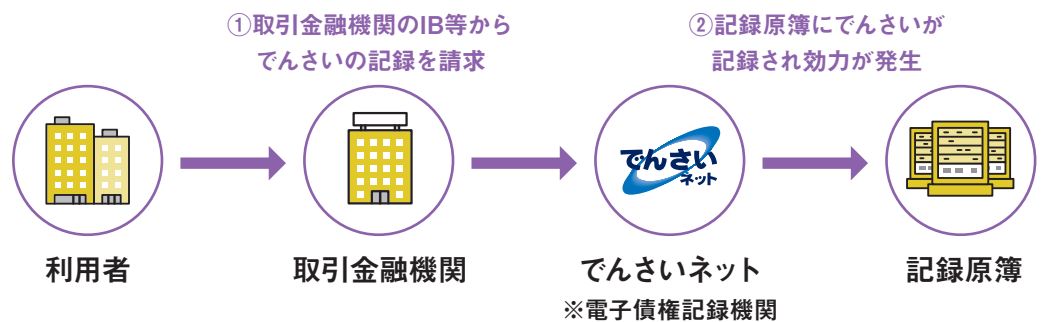 ①取引金融機関のIB等から
でんさいの記録を請求
②記録原簿にでんさいが
記録され効力が発生
でんさい
ネット
利用者
取引金融機関
でんさいネット
記録原簿
※電子債権記録機関